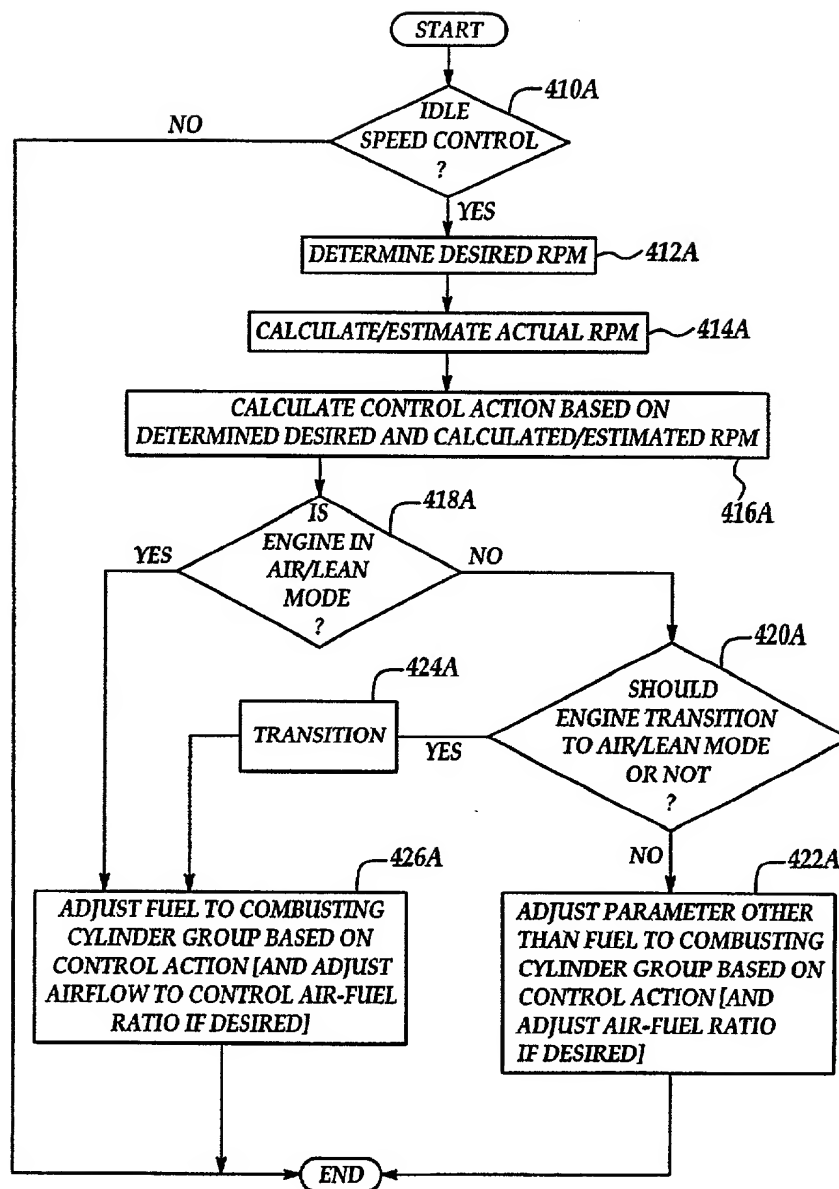 START
410A
IDLE
SPEED CONTROL
?
NO
YES
DETERMINE DESIRED RPM
412A
CALCULATE/ESTIMATE ACTUAL RPM
414A
CALCULATE CONTROL ACTION BASED ON
DETERMINED DESIRED AND CALCULATED/ESTIMATED RPM
416A
418A
IS
ENGINE IN
AIR/LEAN
MODE
?
YES
NO
420A
SHOULD
ENGINE TRANSITION
TO AIR/LEAN MODE
OR NOT
?
424A
TRANSITION
YES
NO
426A
ADJUST FUEL TO COMBUSTING
CYLINDER GROUP BASED ON
CONTROL ACTION [AND ADJUST
AIRFLOW TO CONTROL AIR-FUEL
RATIO IF DESIRED]
422A
ADJUST PARAMETER OTHER
THAN FUEL TO COMBUSTING
CYLINDER GROUP BASED ON
CONTROL ACTION [AND
ADJUST AIR-FUEL RATIO
IF DESIRED]
END